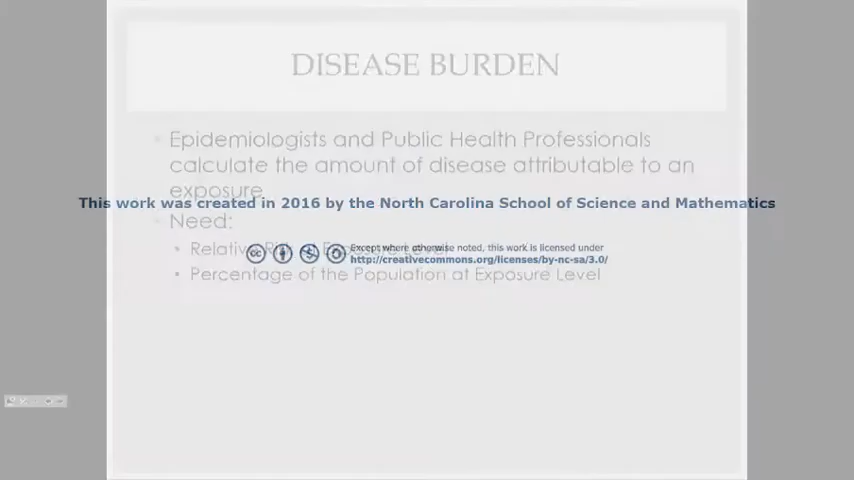 DISEASE BURDEN
Epidemiologists and Public Health Professionals
calculate the amount of disease attributable to an
exposure
This work was created in 2016 by the North Carolina School of Science and Mathematics
Need:
Relative Risk
Except where otherwise noted, this work is licensed under
http://creativecommons.org/licenses/by-nc-sa/3.0/
Percentage of the Population at Exposure Level